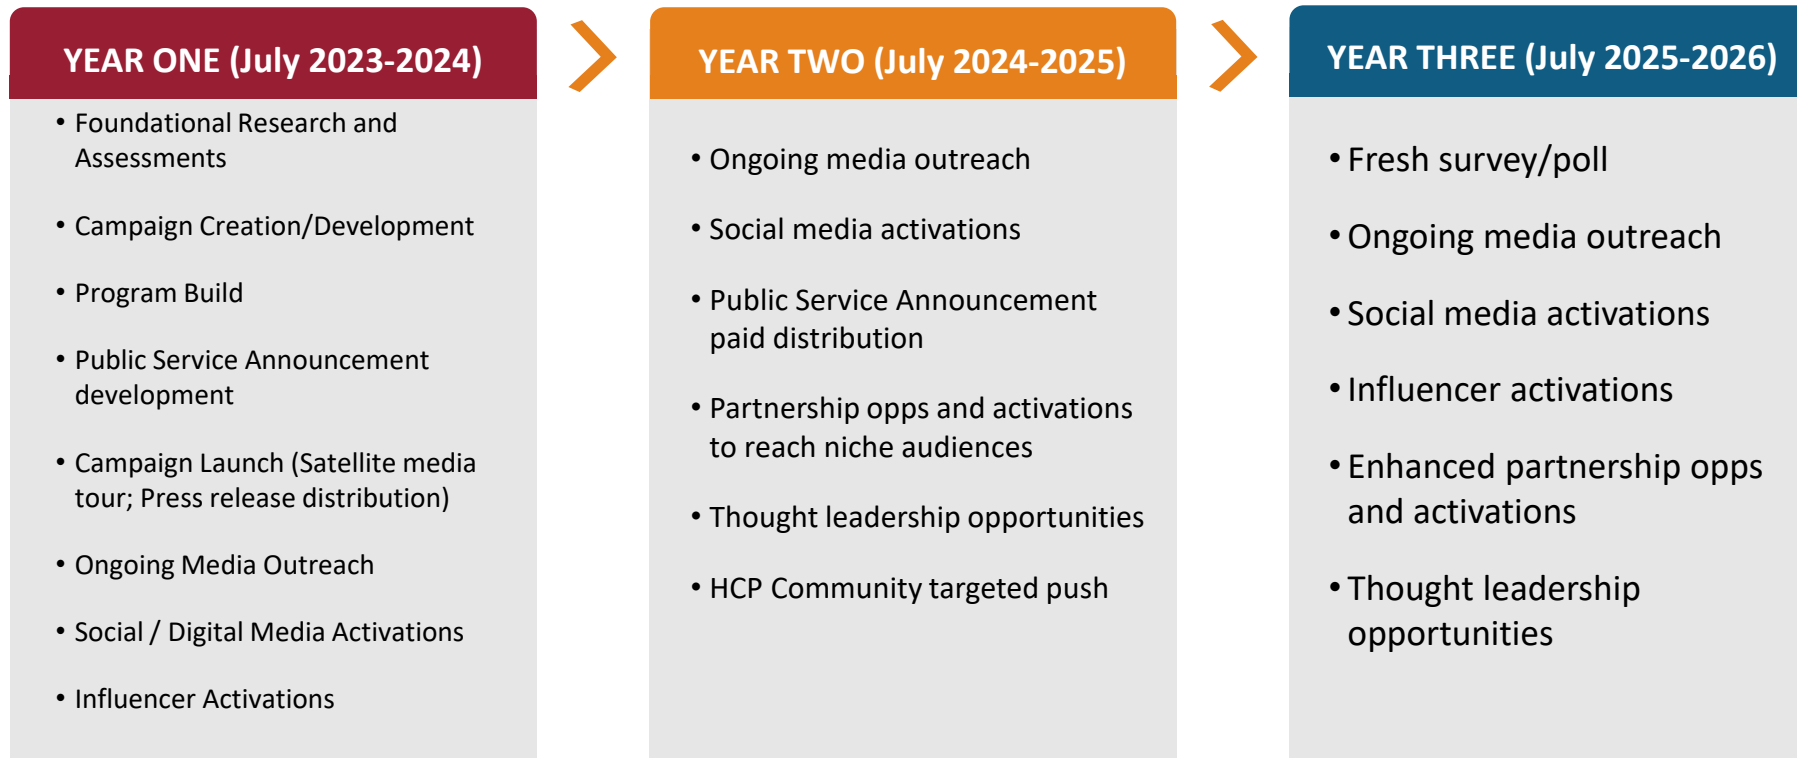 YEAR ONE (July 2023-2024)
• Foundational Research and
Assessments
• Campaign Creation/Development
• Program Build
• Public Service Announcement
development
• Campaign Launch (Satellite media
tour; Press release distribution)
• Ongoing Media Outreach
• Social / Digital Media Activations
• Influencer Activations
YEAR TWO (July 2024-2025)
• Ongoing media outreach
• Social media activations
• Public Service Announcement
paid distribution
• Partnership opps and activations
to reach niche audiences
• Thought leadership opportunities
• HCP Community targeted push
YEAR THREE (July 2025-2026)
• Fresh survey/poll
• Ongoing media outreach
• Social media activations
• Influencer activations
• Enhanced partnership opps
and activations
• Thought leadership
opportunities